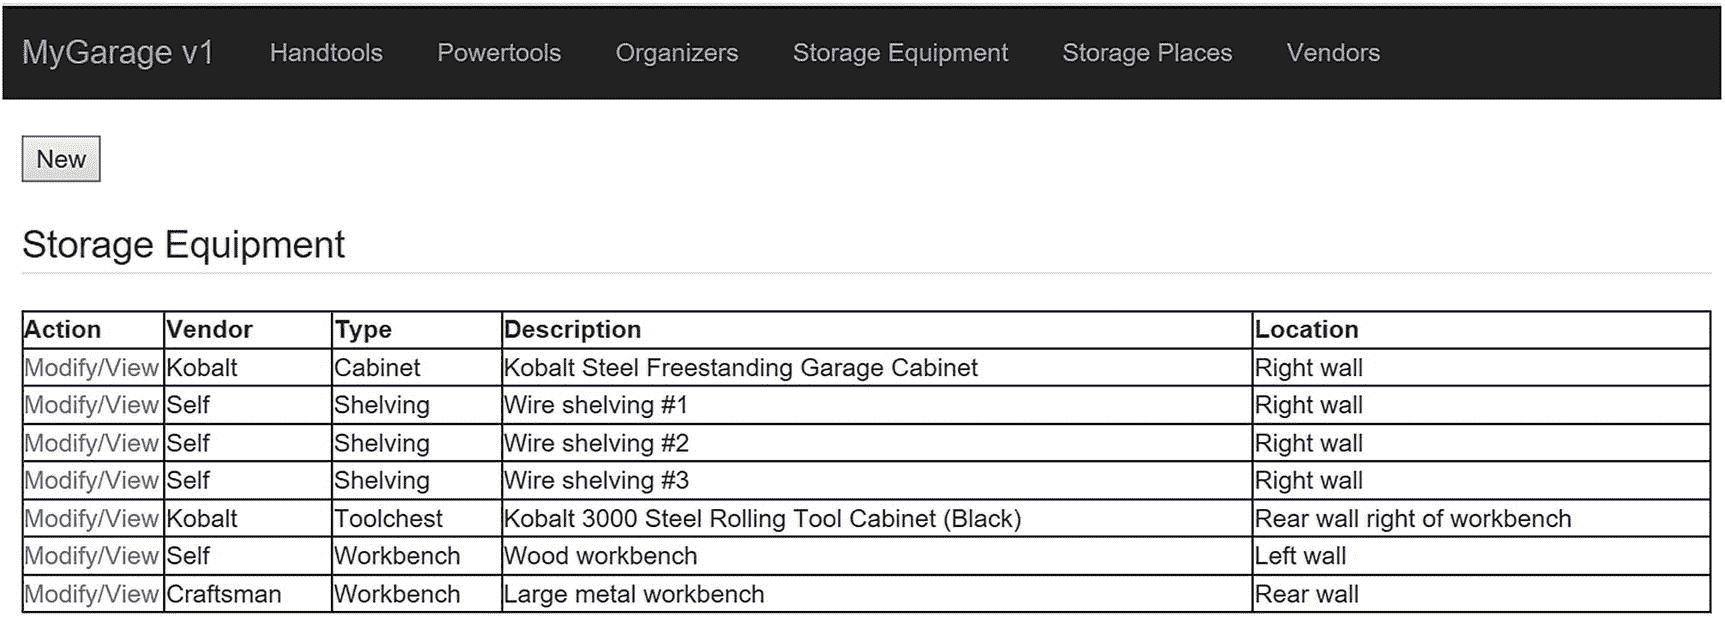 MyGarage v1 Handtools Powertools Organizers Storage Equipment Storage Places Vendors
New
Storage Equipment
Action Vendor Type Description Location
Modify/View Kobalt Cabinet Kobalt Steel Freestanding Garage Cabinet Right wall
Modify/View Self Shelving Wire shelving #1 Right wall
Modify/View Self Shelving Wire shelving #2 Right wall
Modify/View Self Shelving Wire shelving #3 Right wall
Modify/View Kobalt Toolchest Kobalt 3000 Steel Rolling Tool Cabinet (Black) Rear wall right of workbench
Modify/View Self Workbench Wood workbench Left wall
Modify/View Craftsman Workbench Large metal workbench Rear wall